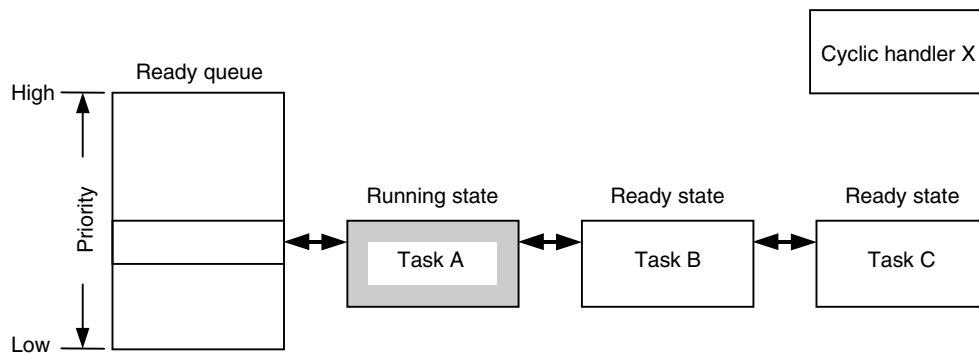 Cyclic handler X
Ready queue
High
Priority
Running state
Ready state
Ready state
Task A
Task B
Task C
Low